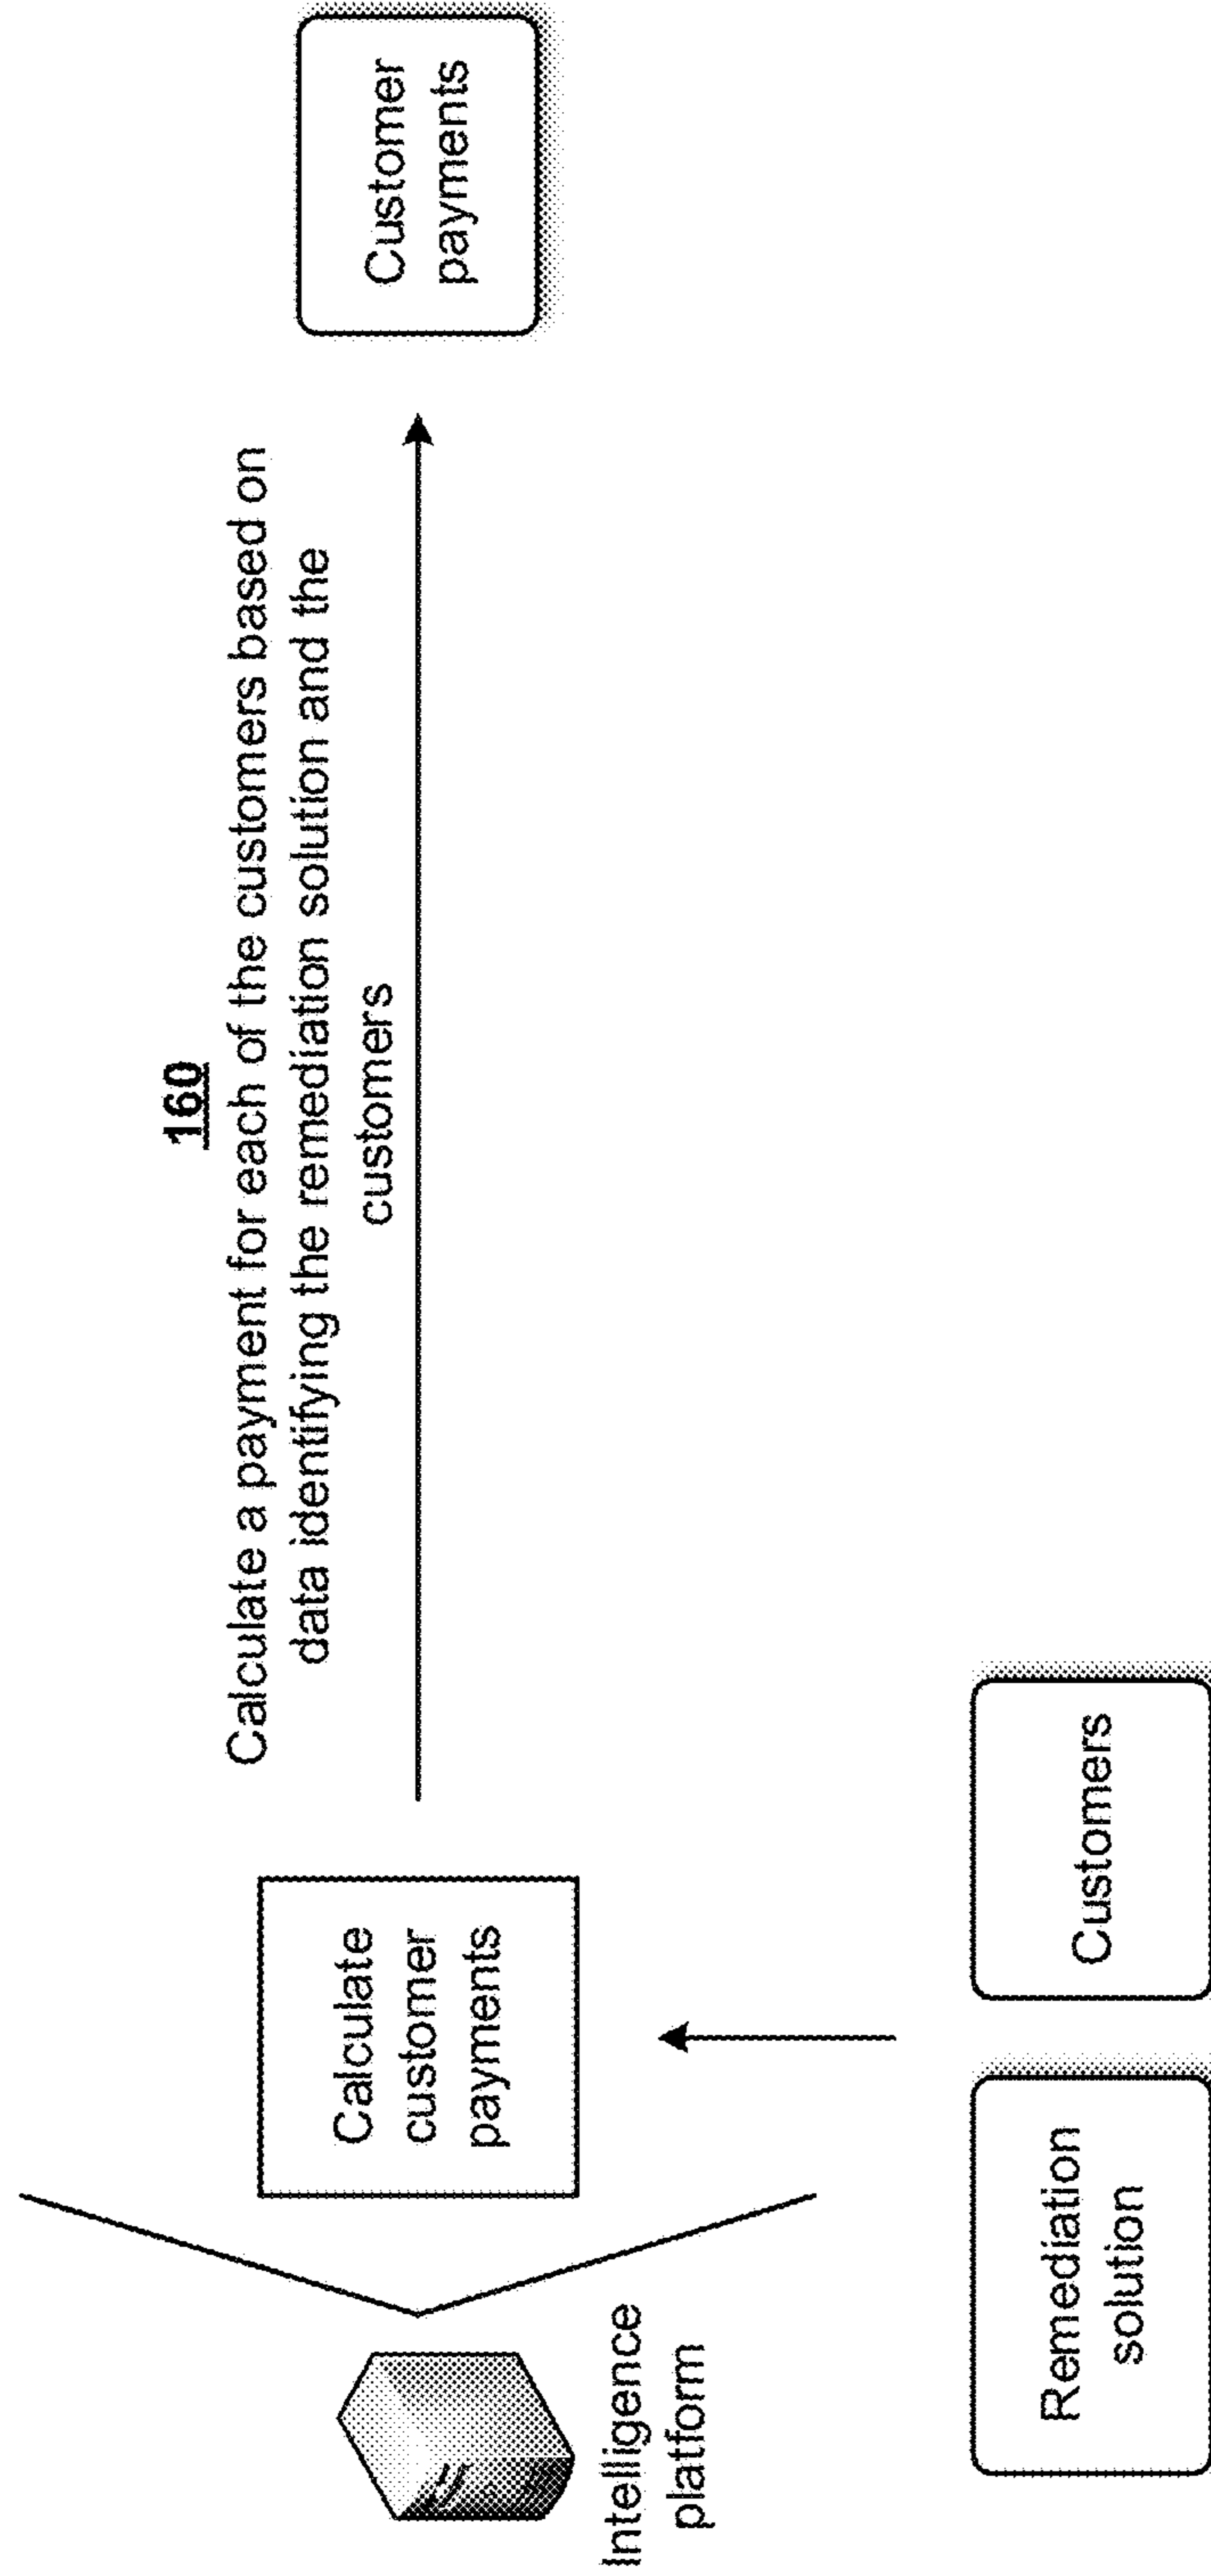 160
Calculate a payment for each of the customers based on
data identifying the remediation solution and the
customers
Intelligence
platform
Calculate
customer
payments
Customer
payments
Remediation
solution
Customers